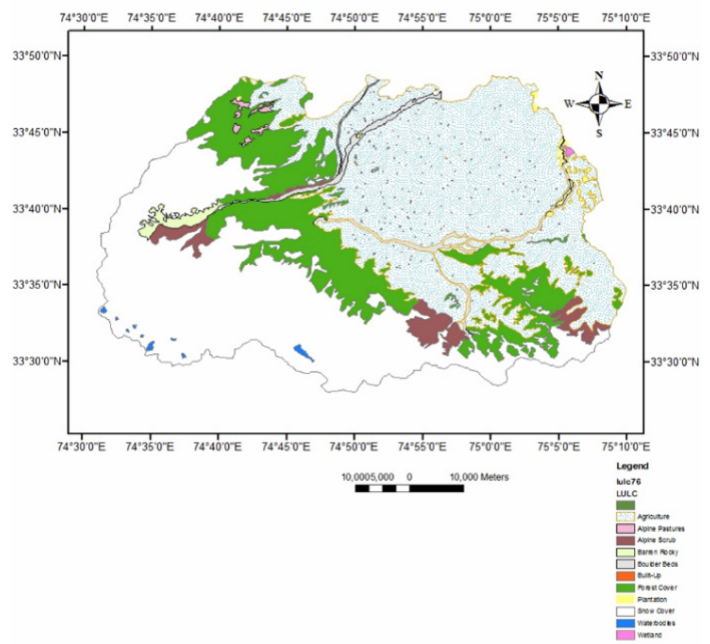 74°30'0"E 74°35'0"E 74°40'0"E 74°45'0"E 74°50'0"E 74°55'0"E 75°0'0"E 75°5'0"E 75°10'0"E
33°50'0"N 33°50'0"N
N
W E
S
33°45'0"N 33°45'0"N
33°40'0"N 33°40'0"N
33°35'0"N 33°35'0"N
33°30'0"N 33°30'0"N
74°30'0"E 74°35'0"E 74°40'0"E 74°45'0"E 74°50'0"E 74°55'0"E 75°0'0"E 75°5'0"E 75°10'0"E
10,0005,000 0 10,000 Meters
Legend
lulc76
LULC
Agriculture
Alpine Pastures
Alpine Scrub
Barren Rocky
Boulder Beds
Built-Up
Forest Cover
Plantation
Snow Cover
Waterbodies
Wetland